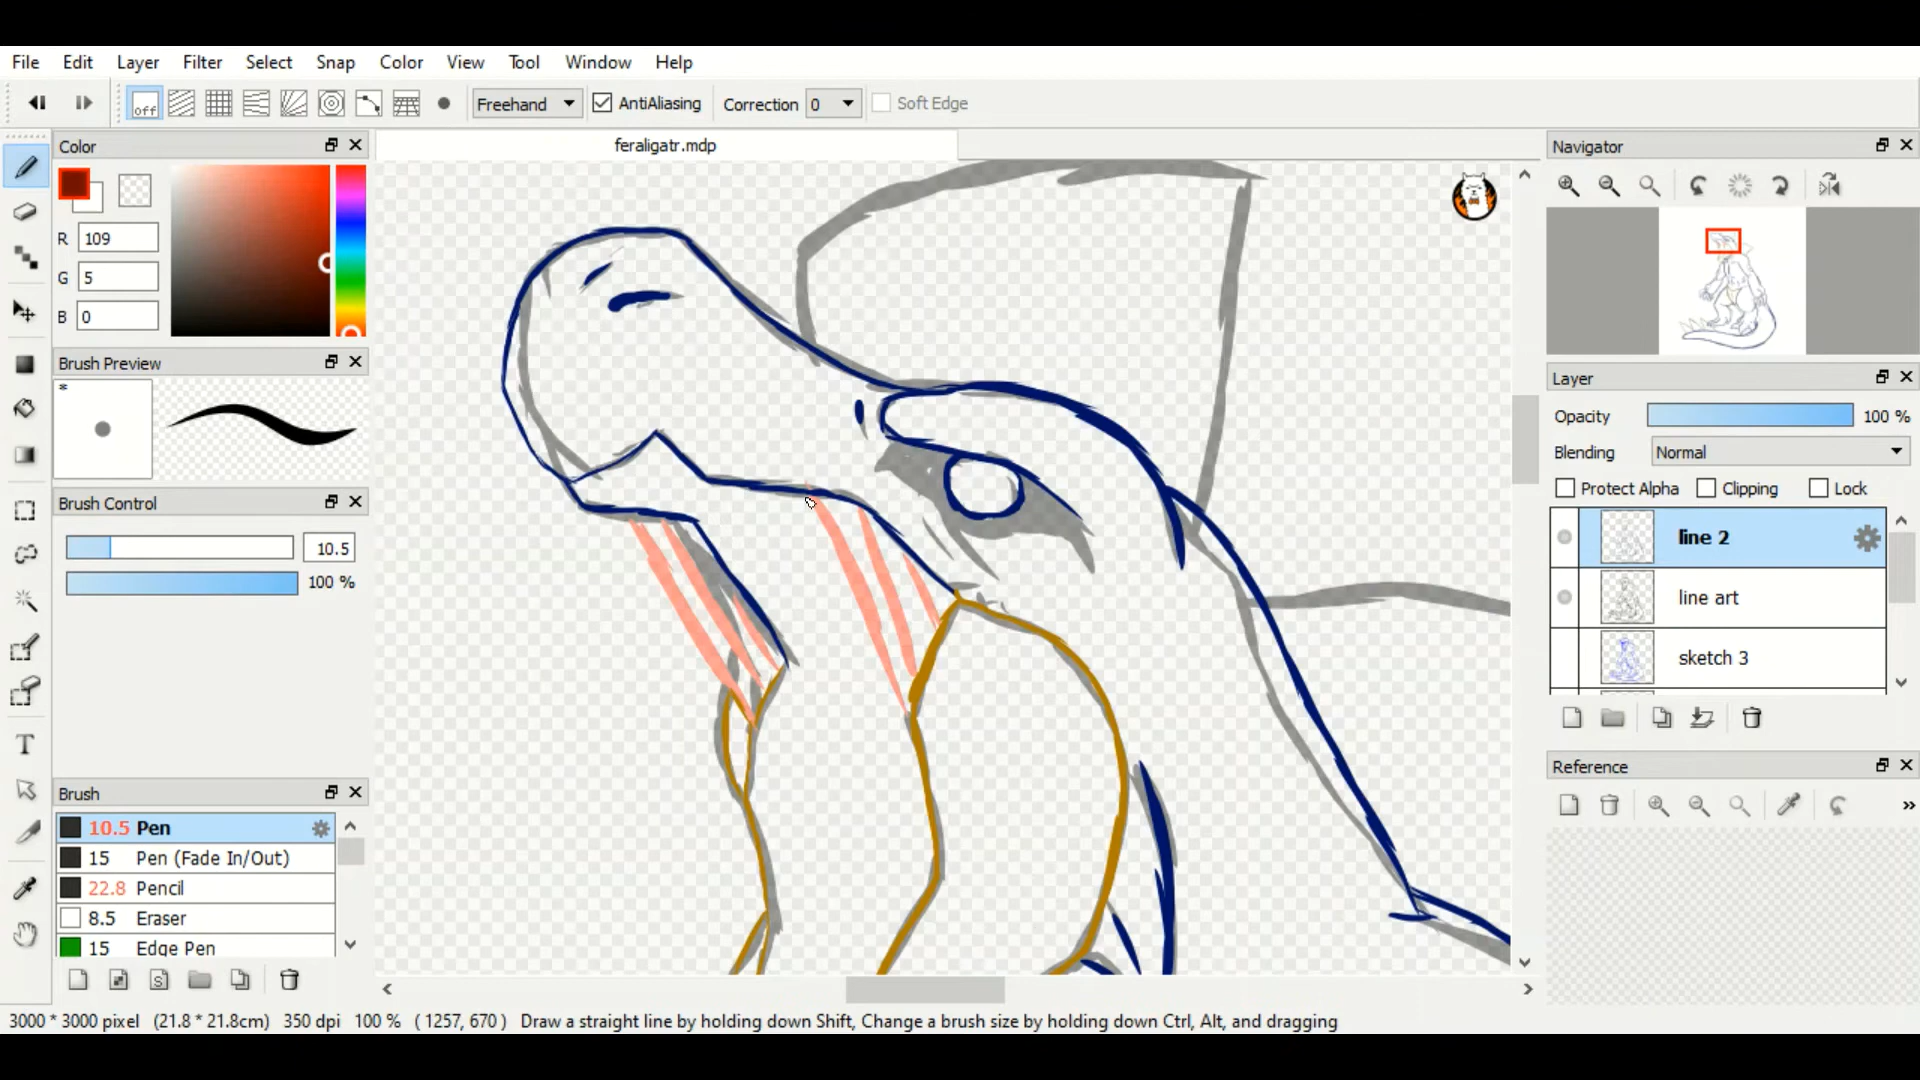 File Edit Layer Filter Select Snap Color View Tool Window Help
off Freehand AntiAliasing Correction 0 Soft Edge
Color
R 109
G 5
B 0
Brush Preview
*
Brush Control
10.5
100 %
Brush
10.5 Pen
15 Pen (Fade In/Out)
22.8 Pencil
8.5 Eraser
15 Edge Pen
feraligatr.mdp
Navigator
Layer
Opacity 100 %
Blending Normal
Protect Alpha Clipping Lock
line 2
line art
sketch 3
Reference
3000 * 3000 pixel (21.8 * 21.8cm) 350 dpi 100 % ( 1257, 670 ) Draw a straight line by holding down Shift, Change a brush size by holding down Ctrl, Alt, and dragging